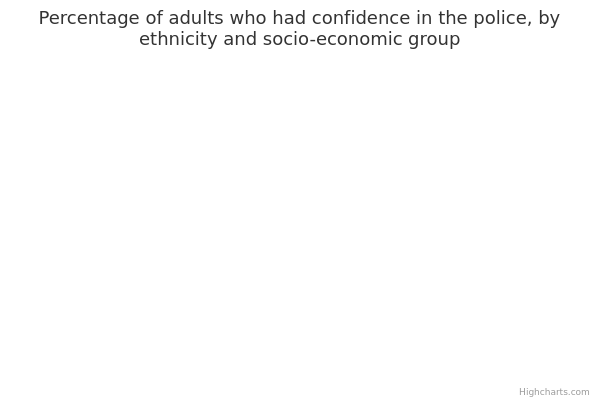 Percentage of adults who had confidence in the police, by
ethnicity and socio-economic group
Highcharts.com